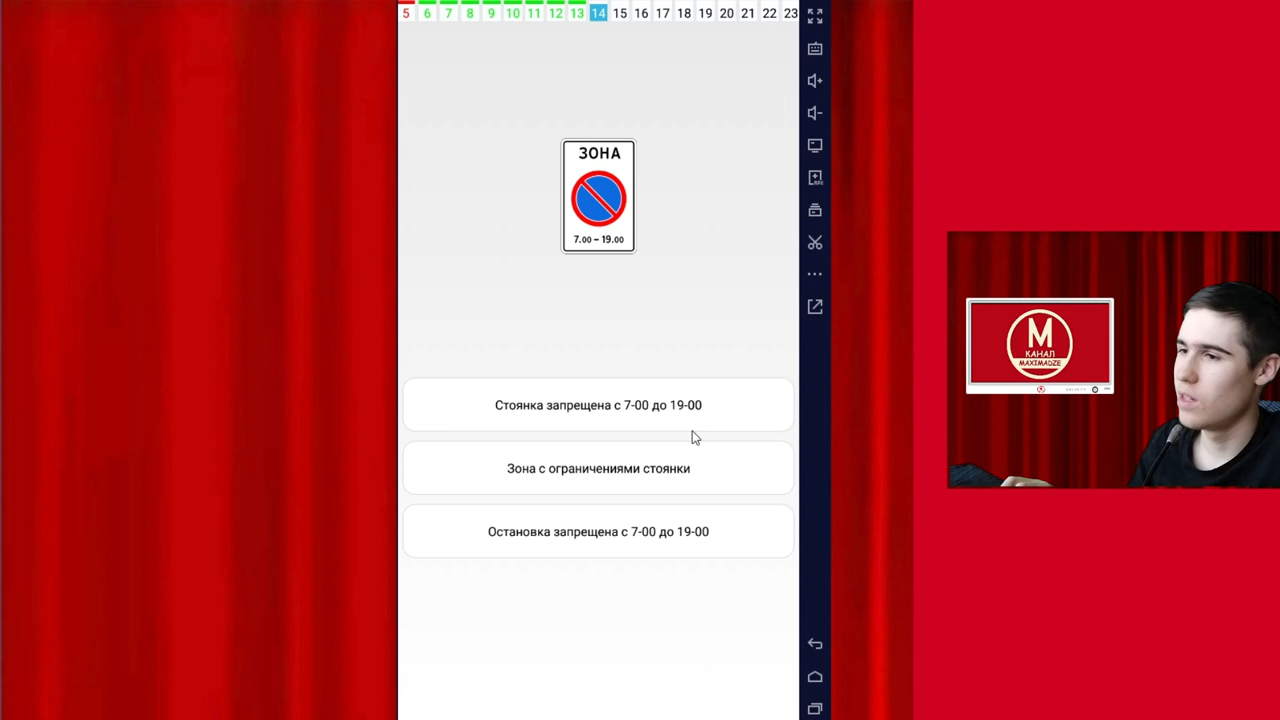 5 6 7 8 9 10 11 12 13 14 15 16 17 18 19 20 21 22 23
ЗОНА
7.00 – 19.00
Стоянка запрещена с 7-00 до 19-00
Зона с ограничениями стоянки
Остановка запрещена с 7-00 до 19-00
М
КАНАЛ
MAXIMADZE